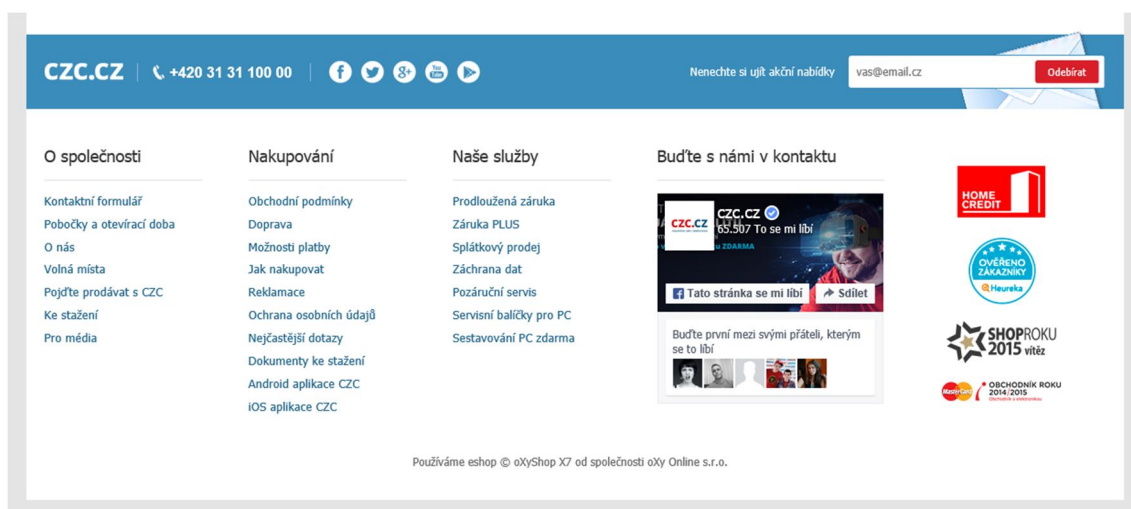 CZC.CZ
+420 31 31 100 00
Nenechte si ujít akční nabídky
vas@email.cz
Odebírat
O společnosti
Kontaktní formulář
Pobočky a otevírací doba
O nás
Volná místa
Pojďte prodávat s CZC
Ke stažení
Pro média
Nakupování
Obchodní podmínky
Doprava
Možnosti platby
Jak nakupovat
Reklamace
Ochrana osobních údajů
Nejčastější dotazy
Dokumenty ke stažení
Android aplikace CZC
iOS aplikace CZC
Naše služby
Prodloužená záruka
Záruka PLUS
Splátkový prodej
Záchrana dat
Pozáruční servis
Servisní balíčky pro PC
Sestavování PC zdarma
Buďte s námi v kontaktu
CZC.CZ
CZC.CZ
65.507 To se mi líbí
ZDARMA
Tato stránka se mi líbí
Sdílet
Buďte první mezi svými přáteli, kterým
se to líbí
HOME
CREDIT
OVĚŘENO
ZÁKAZNÍKY
Heureka
SHOPROKU
2015 vítěz
MasterCard
OBCHODNÍK ROKU
2014/2015
Obchodník s elektronikou
Používáme eshop © oXyShop X7 od společnosti oXy Online s.r.o.